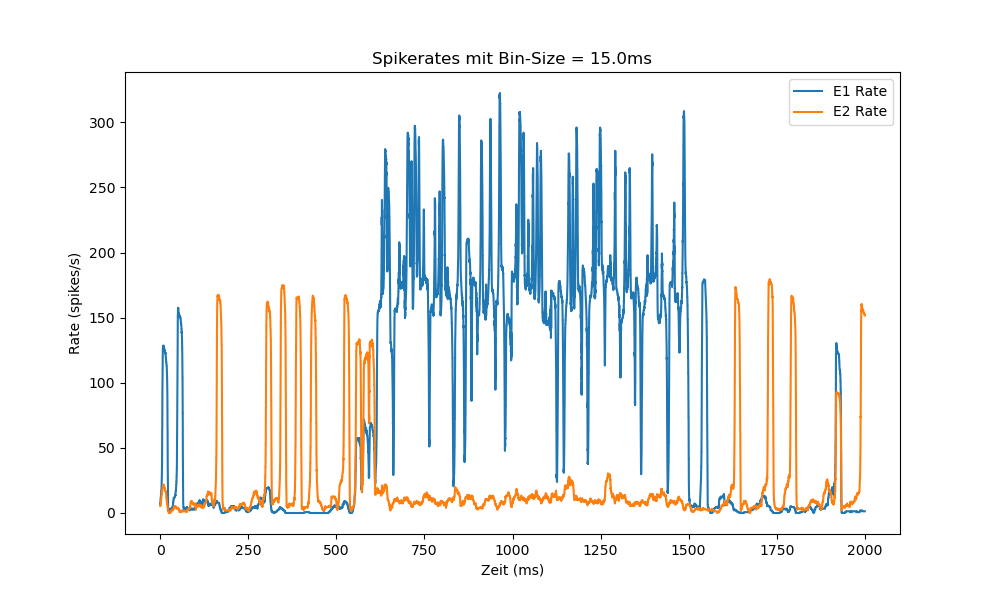 Spikerates mit Bin-Size = 15.0ms
E1 Rate
E2 Rate
300
250
200
150
100
50
0
Rate (spikes/s)
0 250 500 750 1000 1250 1500 1750 2000
Zeit (ms)